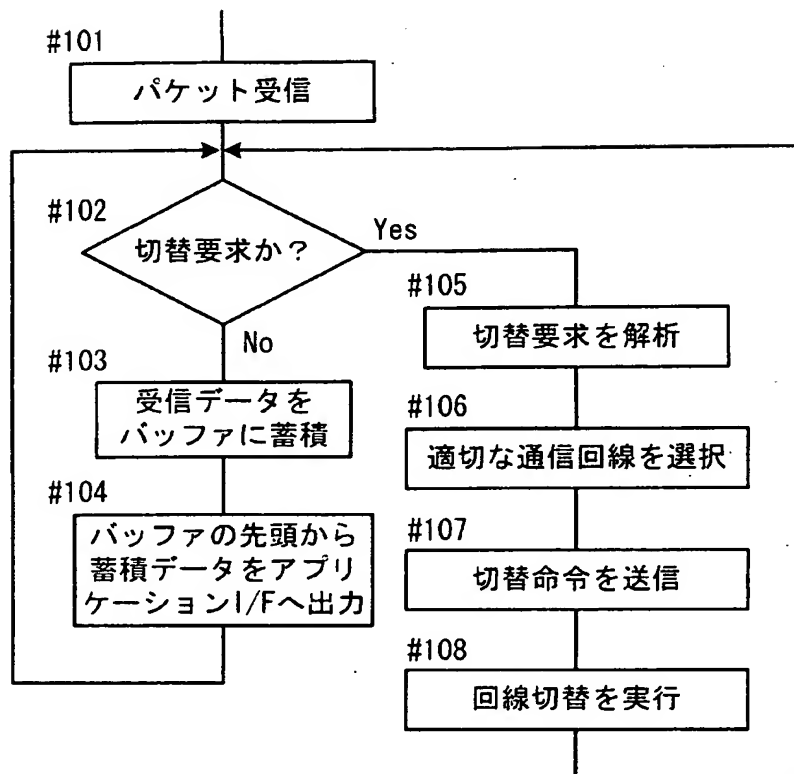 #101
パケット受信
#102
切替要求か?
Yes
No
#103
受信データを
バッファに蓄積
#104
バッファの先頭から
蓄積データをアプリ
ケーションI/Fへ出力
#105
切替要求を解析
#106
適切な通信回線を選択
#107
切替命令を送信
#108
回線切替を実行